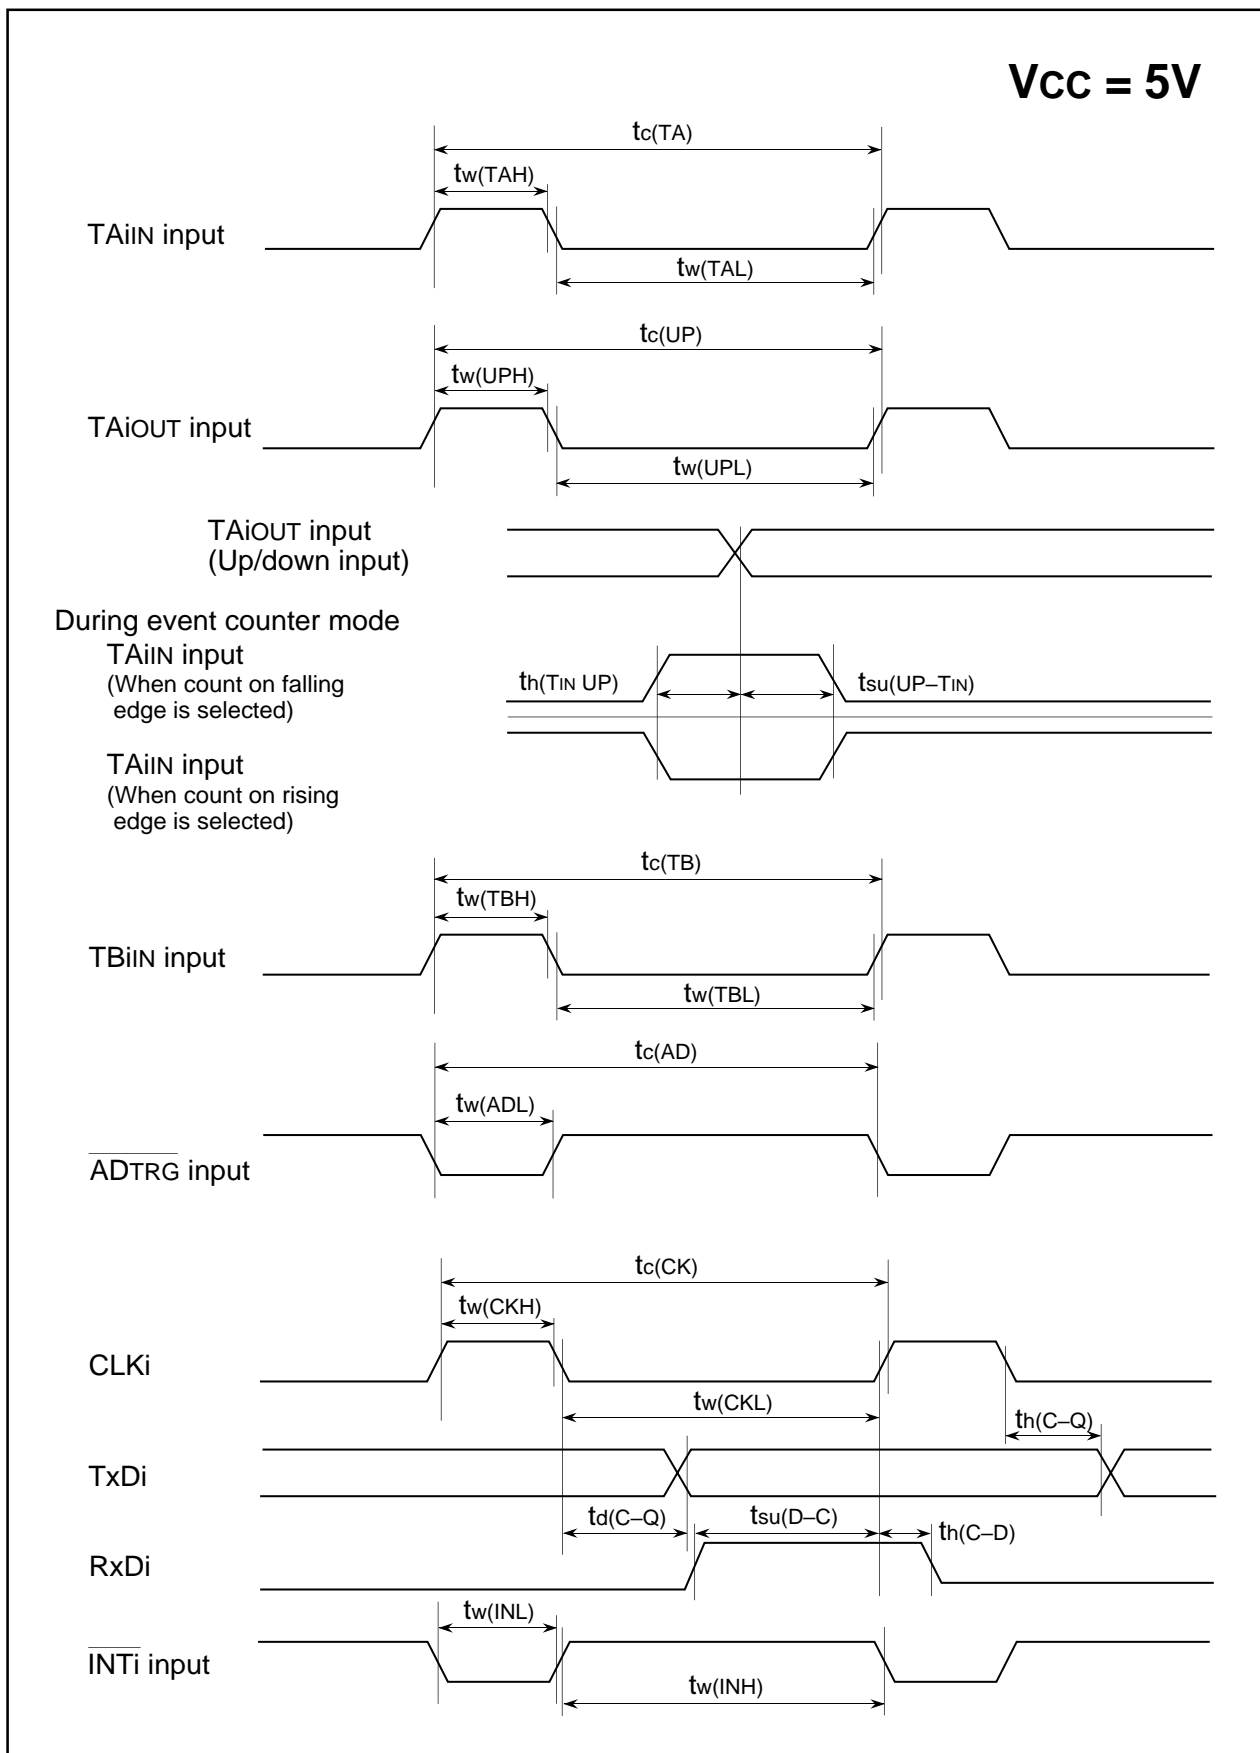 VCC = 5V
tc(TA)
tw(TAH)
TAiIN input
tw(TAL)
tc(UP)
tw(UPH)
TAiOUT input
tw(UPL)
TAiOUT input
(Up/down input)
During event counter mode
TAiIN input
(When count on falling
edge is selected)
th(TIN UP)
tsu(UP–TIN)
TAiIN input
(When count on rising
edge is selected)
tc(TB)
tw(TBH)
TBiIN input
tw(TBL)
tc(AD)
tw(ADL)
ADTRG input
tc(CK)
tw(CKH)
CLKi
tw(CKL)
th(C–Q)
TxDi
td(C–Q)
tsu(D–C)
th(C–D)
RxDi
tw(INL)
INTi input
tw(INH)